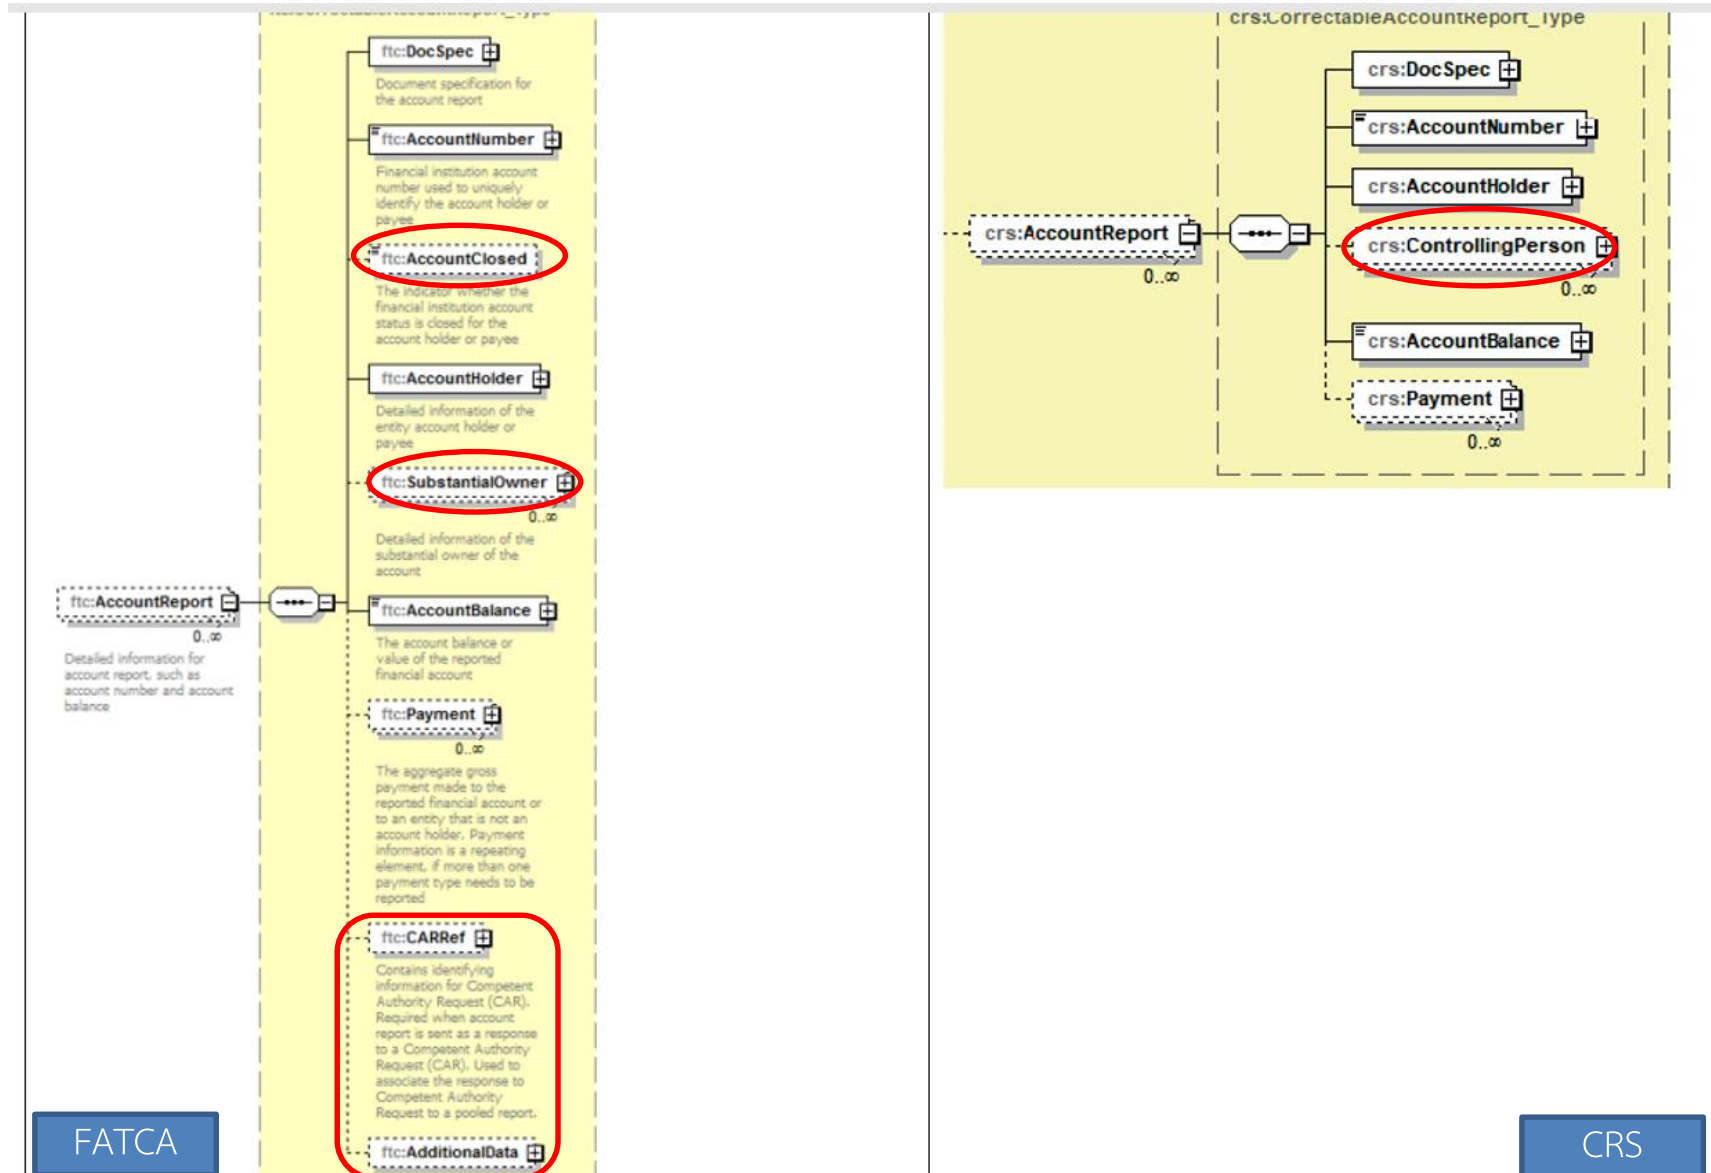 ftc:DocSpec
Document specification for
the account report
ftc:AccountNumber
Financial institution account
number used to uniquely
identify the account holder or
payee
ftc:AccountClosed
The indicator whether the
financial institution account
status is closed for the
account holder or payee
ftc:AccountHolder
Detailed information of the
entity account holder or
payee
ftc:SubstantialOwner
0..∞
Detailed information of the
substantial owner of the
account
ftc:AccountReport
0..∞
Detailed information for
account report, such as
account number and account
balance
ftc:AccountBalance
The account balance or
value of the reported
financial account
ftc:Payment
0..∞
The aggregate gross
payment made to the
reported financial account or
to an entity that is not an
account holder. Payment
information is a repeating
element, if more than one
payment type needs to be
reported
ftc:CARRef
Contains identifying
information for Competent
Authority Request (CAR).
Required when account
report is sent as a response
to a Competent Authority
Request (CAR). Used to
associate the response to
Competent Authority
Request to a pooled report.
ftc:AdditionalData
FATCA
crs:CorrectableAccountReport_Type
crs:DocSpec
crs:AccountNumber
crs:AccountHolder
crs:AccountReport
0..∞
crs:ControllingPerson
0..∞
crs:AccountBalance
crs:Payment
0..∞
CRS